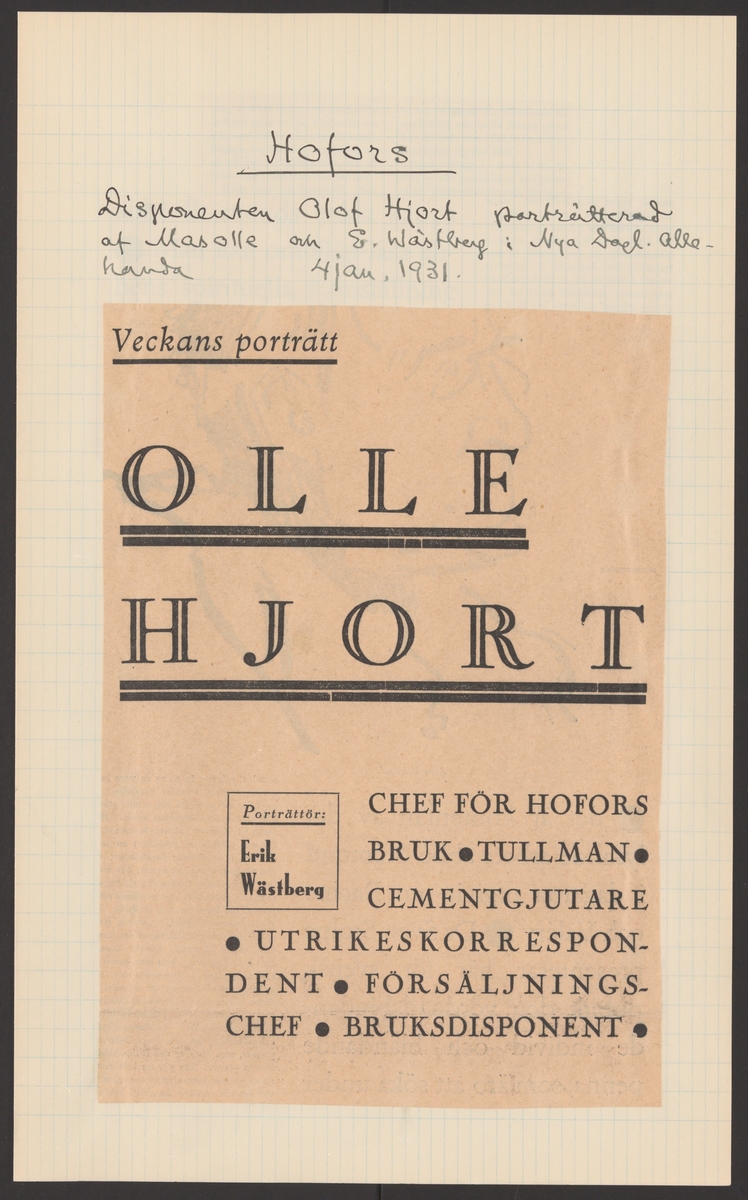 Hofors
Disponenten Olof Hjort porträtterad
af Masolle och E. Wästberg i Nya Dagl. Alle-
handa 4 jan. 1931.
Veckans porträtt
OLLE
HJORT
Porträttör:
Erik
Wästberg
CHEF FÖR HOFORS
BRUK ● TULLMAN ●
CEMENTGJUTARE
● UTRIKESKORRESPON-
DENT ● FÖRSÄLJNINGS-
CHEF ● BRUKSDISPONENT ●